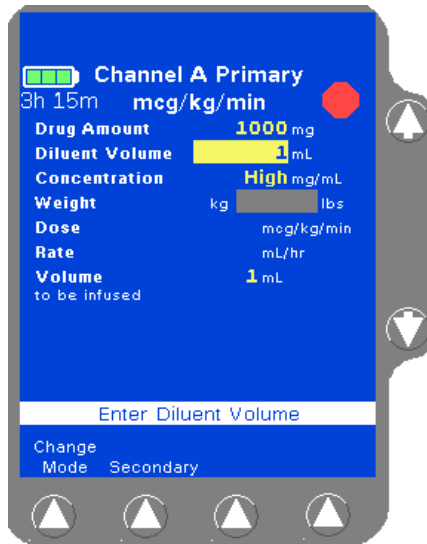 Channel A Primary
3h 15m mcg/kg/min
Drug Amount 1000 mg
Diluent Volume 1 mL
Concentration High mg/mL
Weight kg lbs
Dose mcg/kg/min
Rate mL/hr
Volume 1 mL
to be infused
Enter Diluent Volume
Change
Mode Secondary